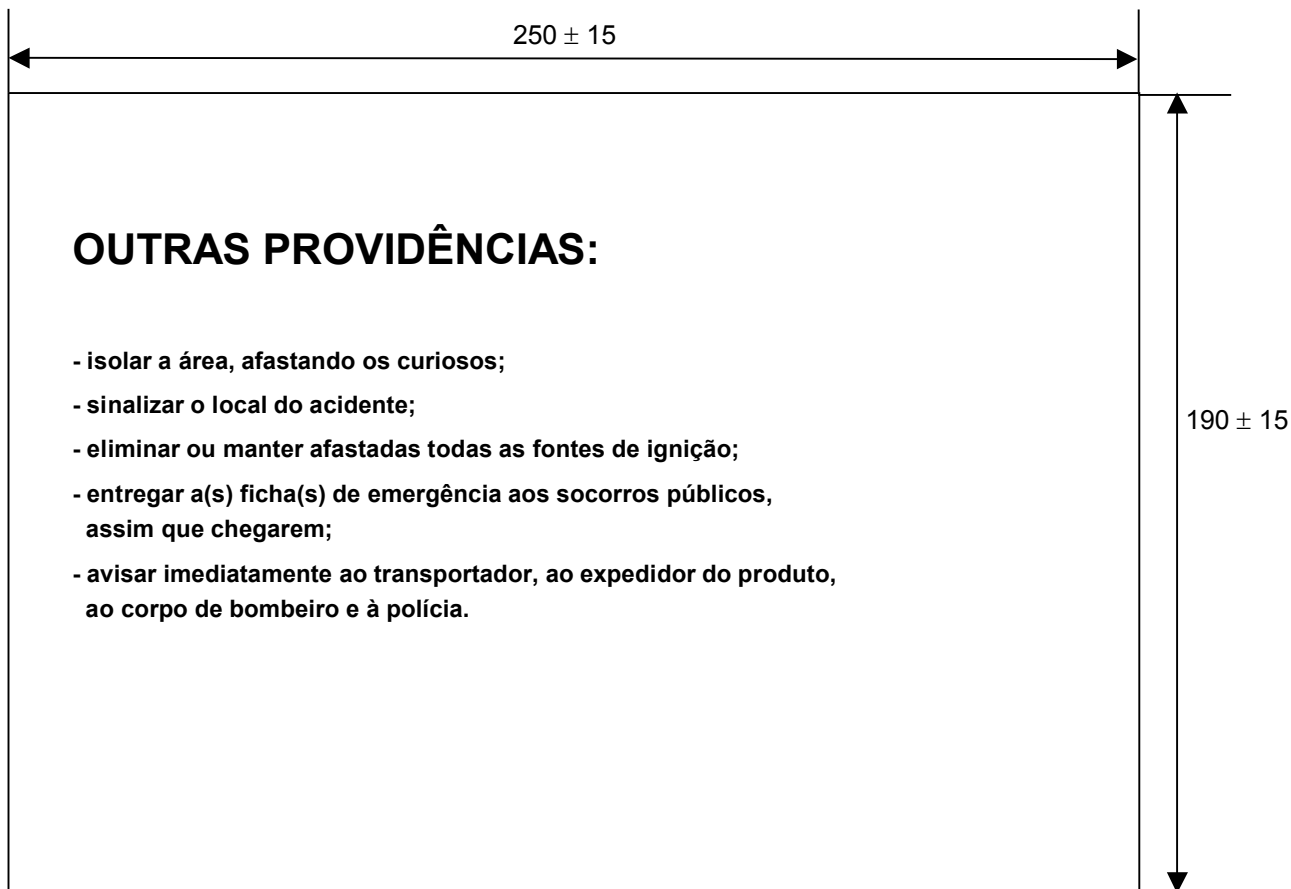 250 ± 15
OUTRAS PROVIDÊNCIAS:
- isolar a área, afastando os curiosos;
- sinalizar o local do acidente;
- eliminar ou manter afastadas todas as fontes de ignição;
190 ± 15
- entregar a(s) ficha(s) de emergência aos socorros públicos,
assim que chegarem;
- avisar imediatamente ao transportador, ao expedidor do produto,
ao corpo de bombeiro e à polícia.